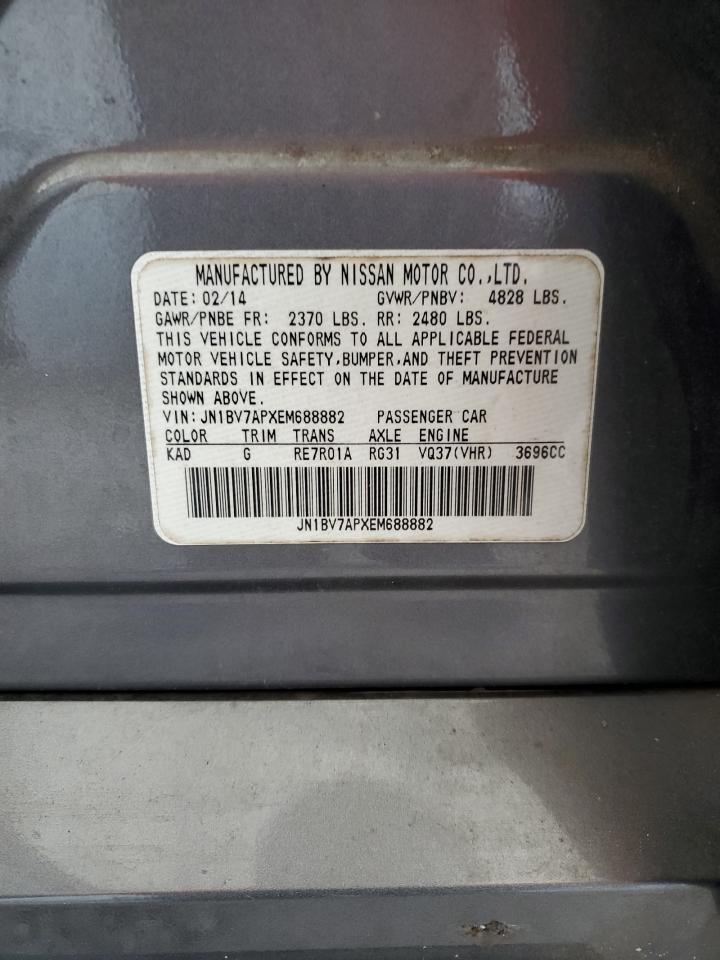 MANUFACTURED BY NISSAN MOTOR CO.,LTD.
DATE: 02/14 GVWR/PNBV: 4828 LBS.
GAWR/PNBE FR: 2370 LBS. RR: 2480 LBS.
THIS VEHICLE CONFORMS TO ALL APPLICABLE FEDERAL
MOTOR VEHICLE SAFETY,BUMPER,AND THEFT PREVENTION
STANDARDS IN EFFECT ON THE DATE OF MANUFACTURE
SHOWN ABOVE.
VIN: JN1BV7APXEM688882 PASSENGER CAR
COLOR TRIM TRANS AXLE ENGINE
KAD G RE7R01A RG31 VQ37(VHR) 3696CC
JN1BV7APXEM688882